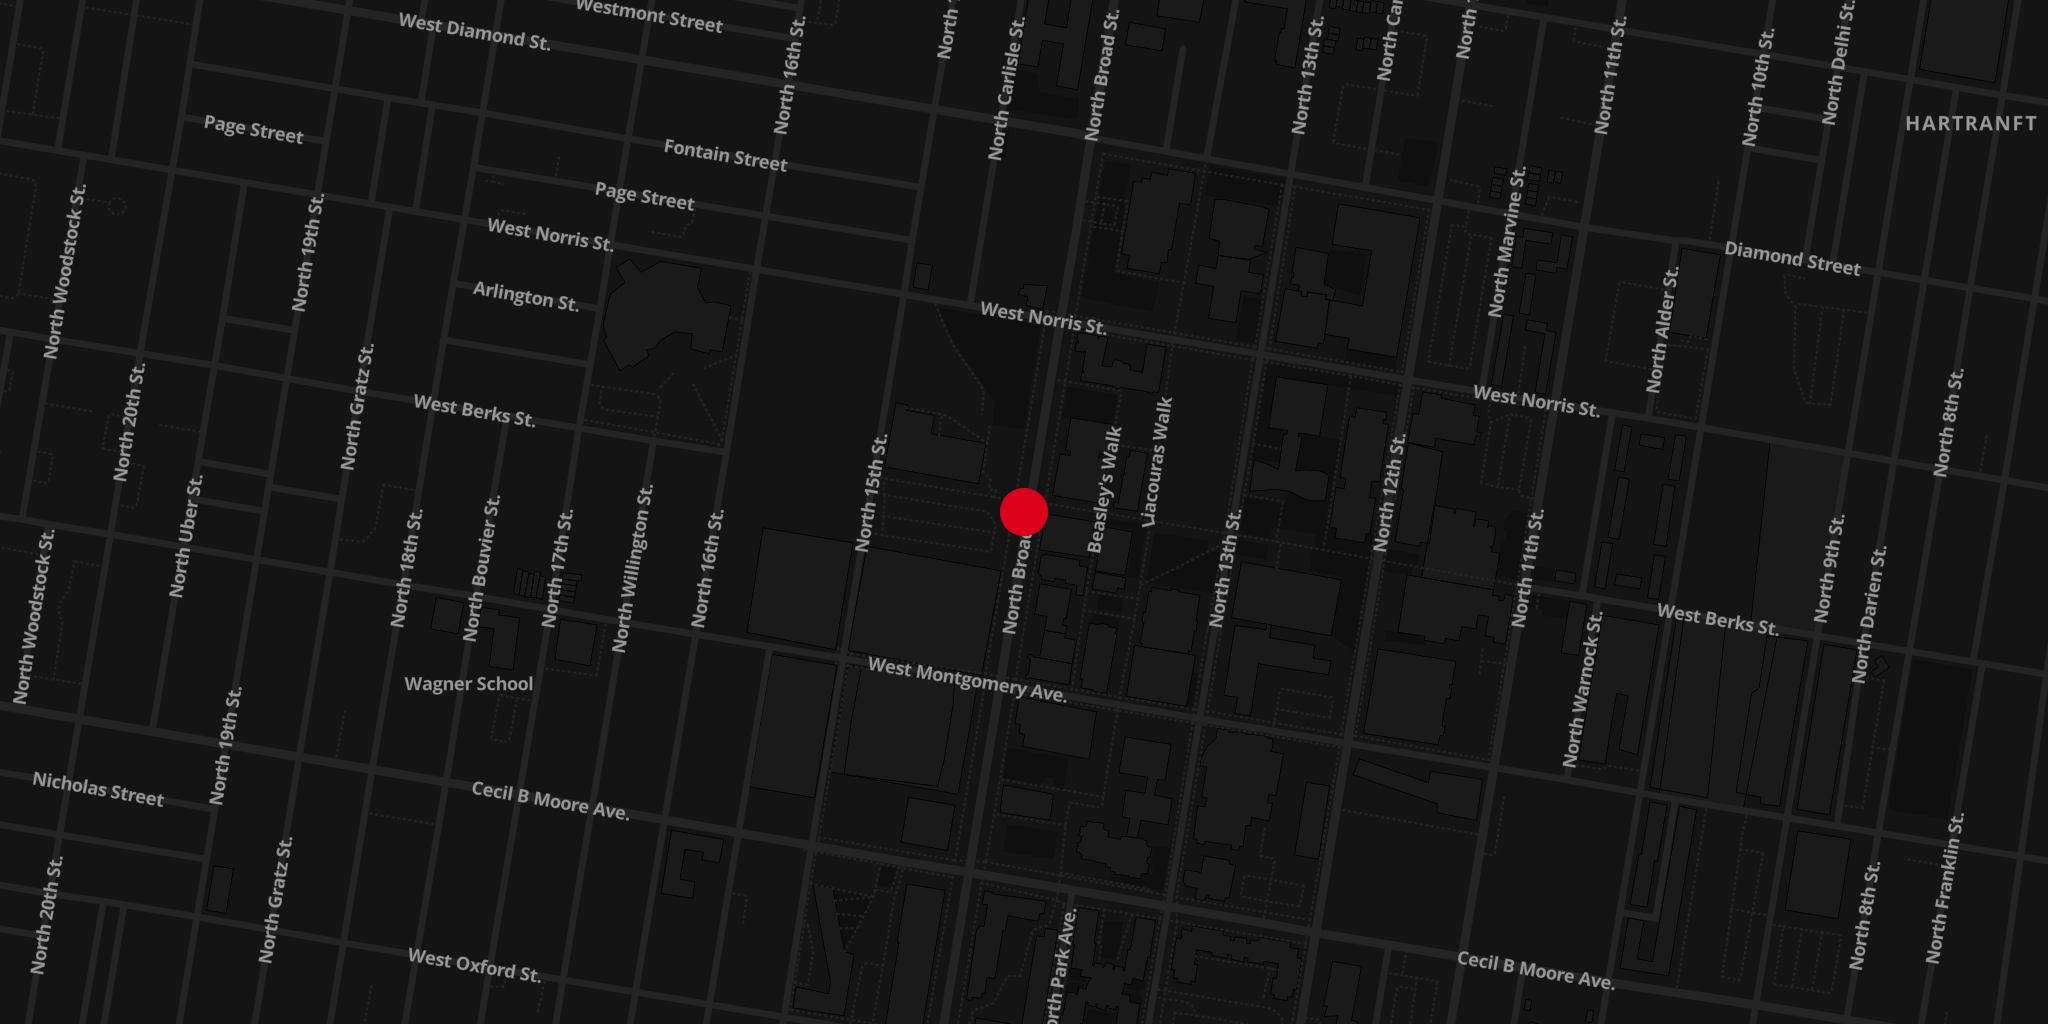 Westmont Street
West Diamond St.
North 16th St.
North Carlisle St.
North Broad St.
North 13th St.
North 11th St.
North 10th St.
North Delhi St.
HARTRANFT
Page Street
Fontain Street
Page Street
West Norris St.
North Woodstock St.
North 19th St.
Arlington St.
West Norris St.
North Marvine St.
Diamond Street
North Alder St.
North 20th St.
North Gratz St.
West Berks St.
North 15th St.
Beasley's Walk
Liacouras Walk
North 12th St.
West Norris St.
North 8th St.
North Uber St.
North 18th St.
North Bouvier St.
North 17th St.
North Willington St.
North 16th St.
North Broad
North 13th St.
North 11th St.
West Berks St.
North 9th St.
North Darien St.
North Woodstock St.
Wagner School
West Montgomery Ave.
North Warnock St.
North 19th St.
Nicholas Street
Cecil B Moore Ave.
North 20th St.
North Gratz St.
West Oxford St.
North Park Ave.
Cecil B Moore Ave.
North 8th St.
North Franklin St.